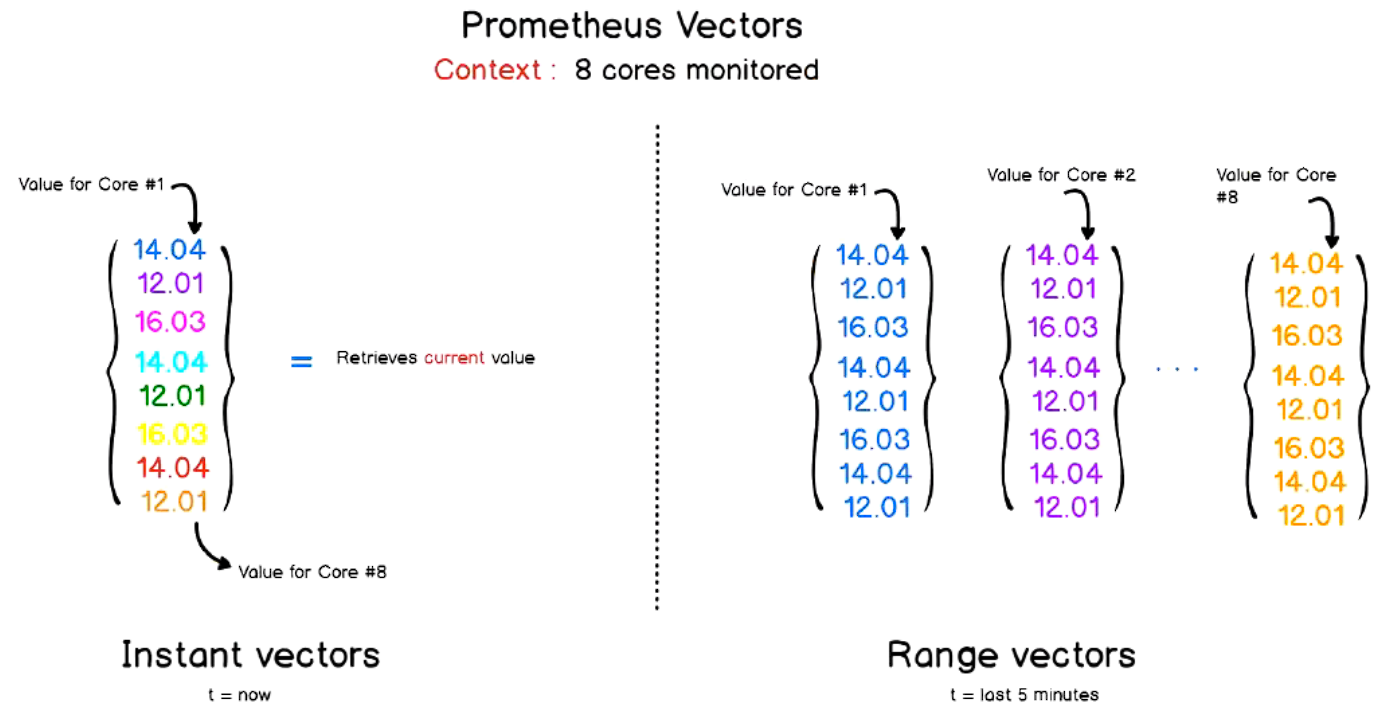 Prometheus Vectors
Context : 8 cores monitored
Value for Core #1
14.04
12.01
16.03
14.04
12.01
16.03
14.04
12.01
= Retrieves current value
Value for Core #8
Instant vectors
t = now
Value for Core #1
14.04
12.01
16.03
14.04
12.01
16.03
14.04
12.01
Value for Core #2
14.04
12.01
16.03
14.04
12.01
16.03
14.04
12.01
. . .
Value for Core
#8
14.04
12.01
16.03
14.04
12.01
16.03
14.04
12.01
Range vectors
t = last 5 minutes